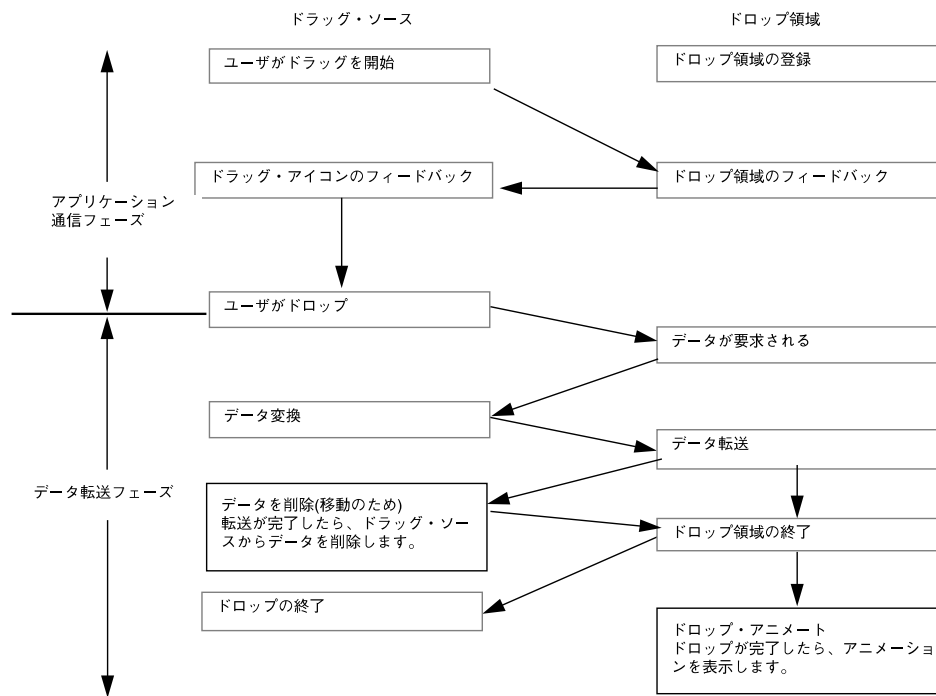 ドラッグ・ソース
ドロップ領域
ユーザがドラッグを開始
ドロップ領域の登録
ドラッグ・アイコンのフィードバック
ドロップ領域のフィードバック
アプリケーション
通信フェーズ
ユーザがドロップ
データが要求される
データ変換
データ転送
データ転送フェーズ
データを削除(移動のため)
転送が完了したら、ドラッグ・ソー
スからデータを削除します。
ドロップ領域の終了
ドロップの終了
ドロップ・アニメート
ドロップが完了したら、アニメーショ
ンを表示します。